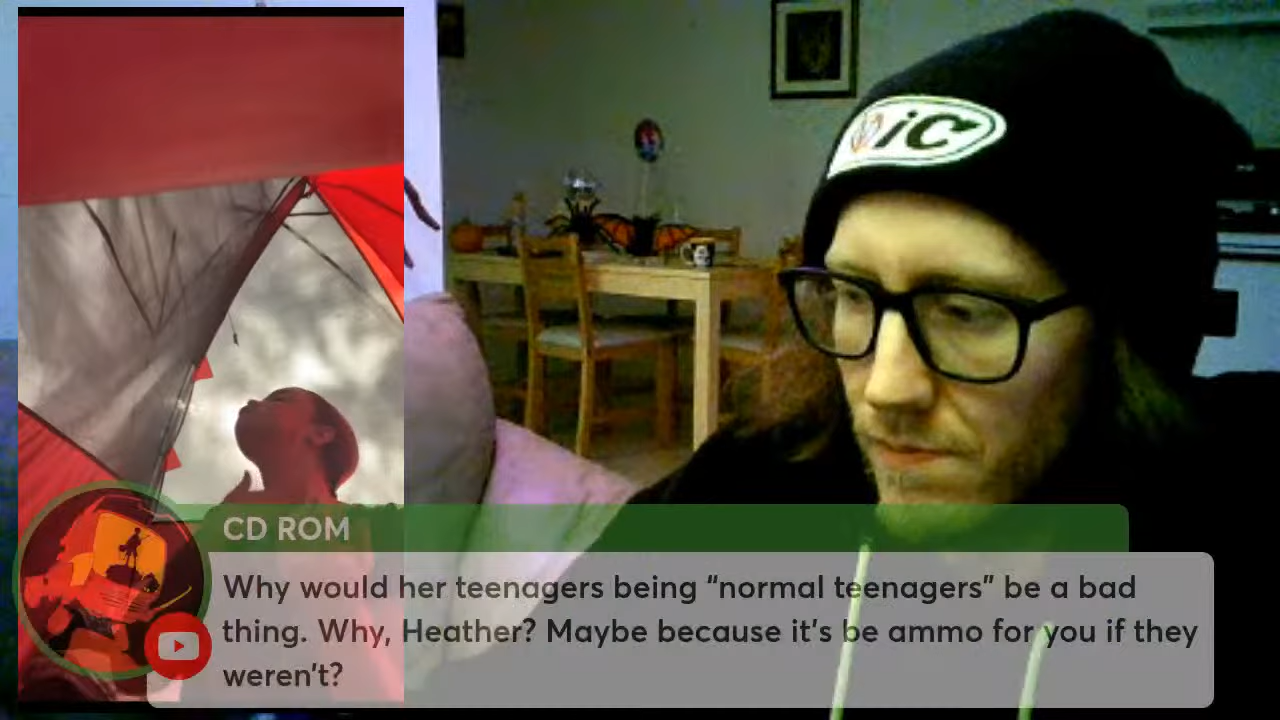 ViC
CD ROM
Why would her teenagers being “normal teenagers” be a bad
thing. Why, Heather? Maybe because it’s be ammo for you if they
weren’t?